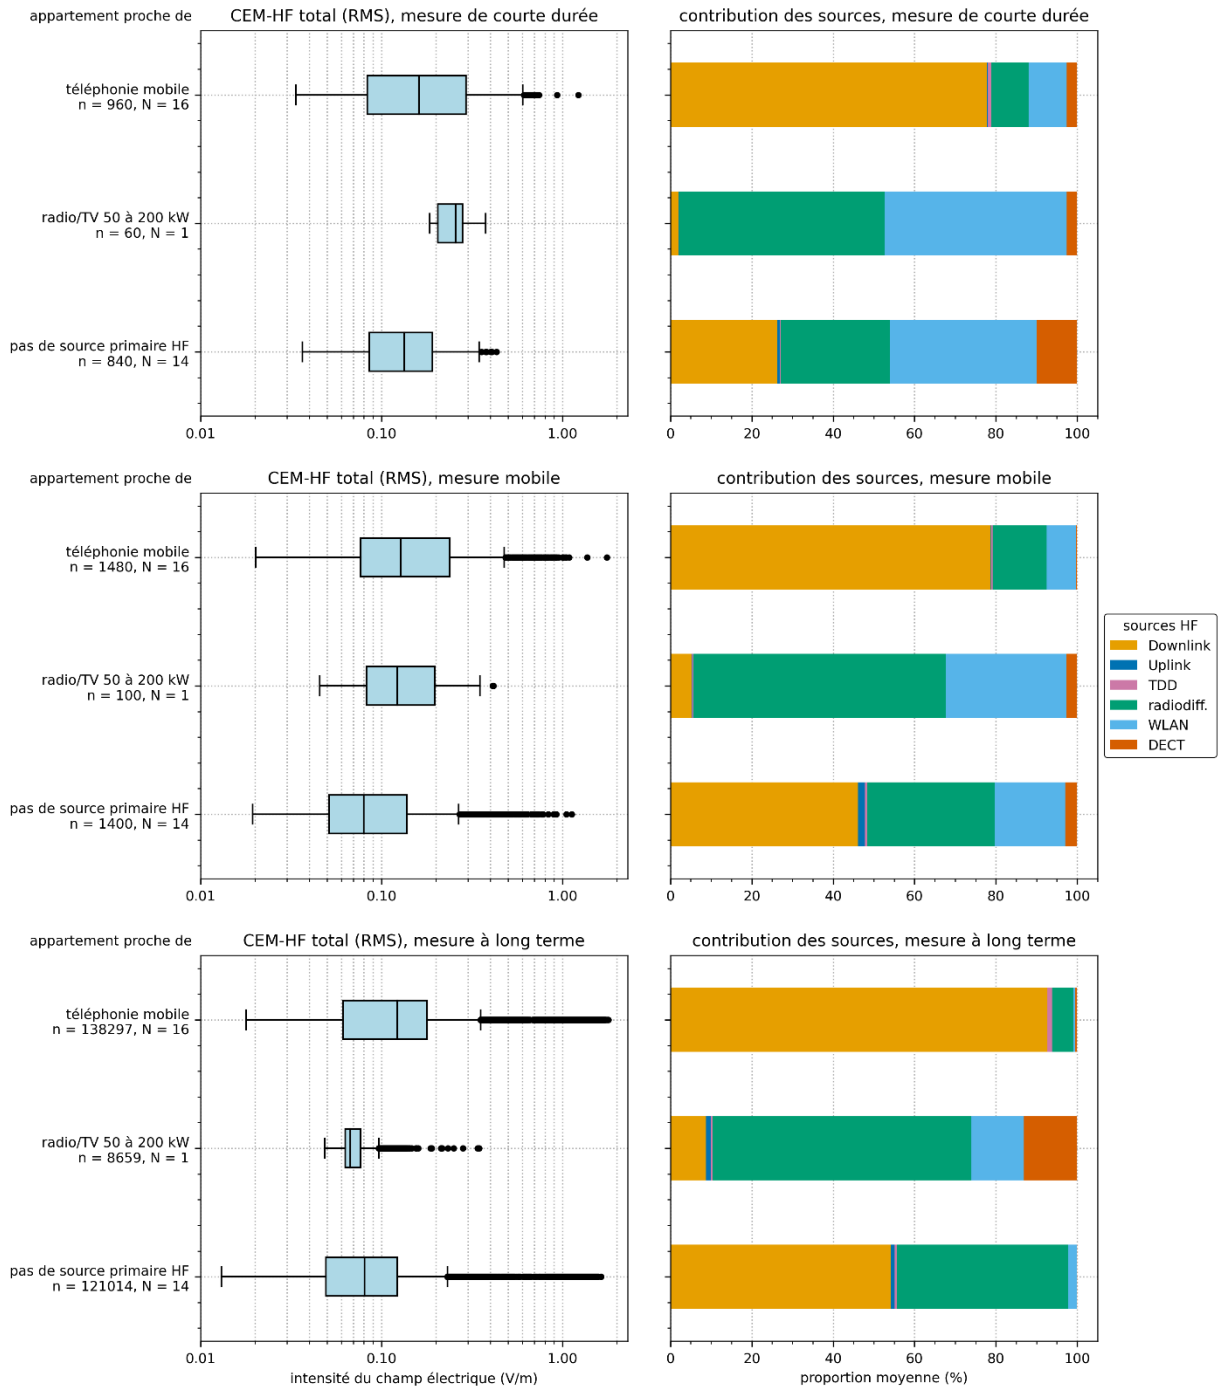 appartement proche de
CEM-HF total (RMS), mesure de courte durée
contribution des sources, mesure de courte durée
téléphonie mobile
n = 960, N = 16
radio/TV 50 à 200 kW
n = 60, N = 1
pas de source primaire HF
n = 840, N = 14
0.01 0.10 1.00
0 20 40 60 80 100
appartement proche de
CEM-HF total (RMS), mesure mobile
contribution des sources, mesure mobile
téléphonie mobile
n = 1480, N = 16
radio/TV 50 à 200 kW
n = 100, N = 1
pas de source primaire HF
n = 1400, N = 14
0.01 0.10 1.00
0 20 40 60 80 100
sources HF
Downlink
Uplink
TDD
radiodiff.
WLAN
DECT
appartement proche de
CEM-HF total (RMS), mesure à long terme
contribution des sources, mesure à long terme
téléphonie mobile
n = 138297, N = 16
radio/TV 50 à 200 kW
n = 8659, N = 1
pas de source primaire HF
n = 121014, N = 14
0.01 0.10 1.00
intensité du champ électrique (V/m)
0 20 40 60 80 100
proportion moyenne (%)